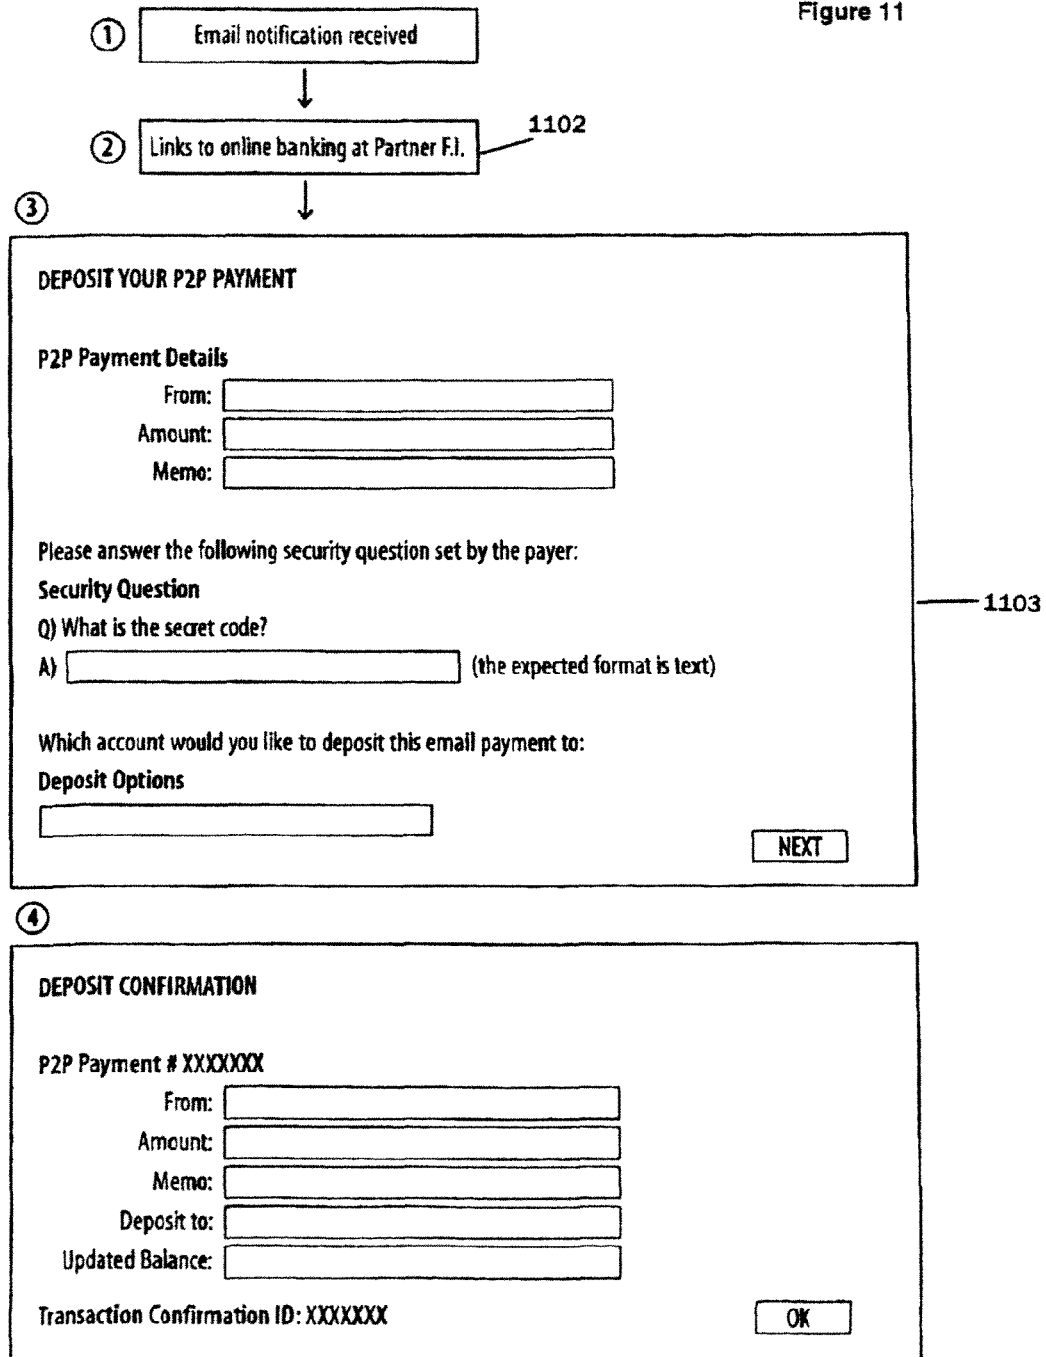 Figure 11
1 Email notification received
1102
2 Links to online banking at Partner F.I.
3
DEPOSIT YOUR P2P PAYMENT
P2P Payment Details
From:
Amount:
Memo:
Please answer the following security question set by the payer:
Security Question
1103
Q) What is the secret code?
A) (the expected format is text)
Which account would you like to deposit this email payment to:
Deposit Options
NEXT
4
DEPOSIT CONFIRMATION
P2P Payment # XXXXXXX
From:
Amount:
Memo:
Deposit to:
Updated Balance:
Transaction Confirmation ID: XXXXXXX OK